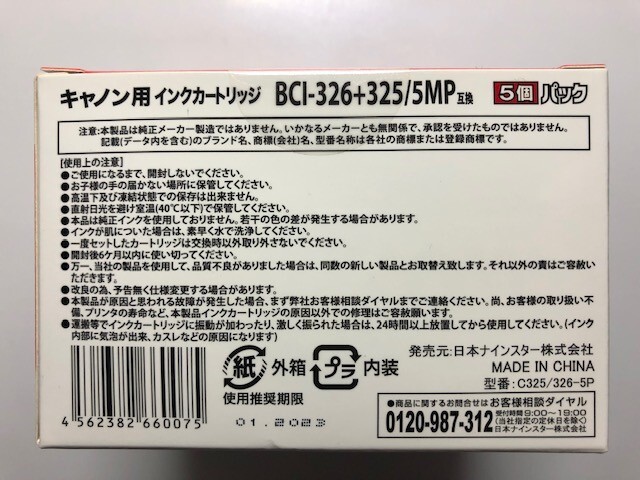 キャノン用 インクカートリッジ BCI-326+325/5MP互換 5個パック
注意:本製品は純正メーカー製造ではありません。いかなるメーカーとも無関係で、承認を受けたものではありません。
記載(データ内を含む)のブランド名、商標(会社)名、型番名称は各社の商標または登録商標です。
[使用上の注意]
●ご使用になるまで、開封しないでください。
●お子様の手の届かない場所に保管してください。
●高温下及び凍結状態での保存は出来ません。
●直射日光を避け室温(40℃以下)で保管してください。
●本品は純正インクを使用しておりません。若干の色の差が発生する場合があります。
●インクが肌についた場合は、素早く水で洗浄してください。
●一度セットしたカートリッジは交換時以外取り外さないでください。
●開封後6ケ月以内に使い切ってください。
●万一、当社の製品を使用して、品質不良がありました場合は、同数の新しい製品とお取替え致します。それ以外の責はご容赦い
ただきます。
●改良の為、予告無く仕様変更する場合があります。
●本製品が原因と思われる故障が発生した場合、まず弊社お客様相談ダイヤルまでご連絡ください。尚、お客様の取り扱い不
備、プリンタの寿命など、本製品インクカートリッジの原因以外での修理はご容赦願います。
●運搬等でインクカートリッジに振動が加わったり、激しく振られた場合は、24時間以上放置してから使用してください。(インク
内部に気泡が出来、カスレなどの原因になります)
4 562382 660075
紙 外箱 プラ 内装
使用推奨期限
01.2023
発売元:日本ナインスター株式会社
MADE IN CHINA
型番:C325/326-5P
●商品に関するお問合せは お客様相談ダイヤル
0120-987-312 受付時間9:00〜19:00
(当社指定の定休日を除く)
日本ナインスター株式会社